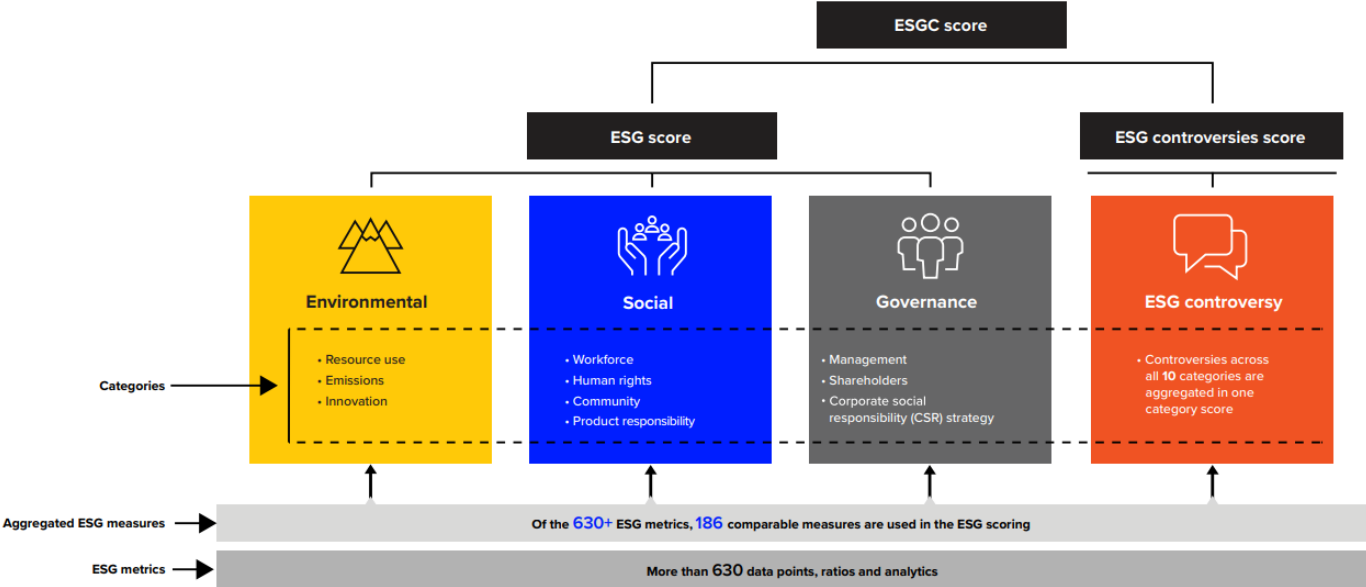 ESGC score
ESG score
ESG controversies score
Environmental
Social
Governance
ESG controversy
Categories
• Resource use
• Emissions
• Innovation
• Workforce
• Human rights
• Community
• Product responsibility
• Management
• Shareholders
• Corporate social
responsibility (CSR) strategy
• Controversies across
all 10 categories are
aggregated in one
category score
Aggregated ESG measures
Of the 630+ ESG metrics, 186 comparable measures are used in the ESG scoring
ESG metrics
More than 630 data points, ratios and analytics